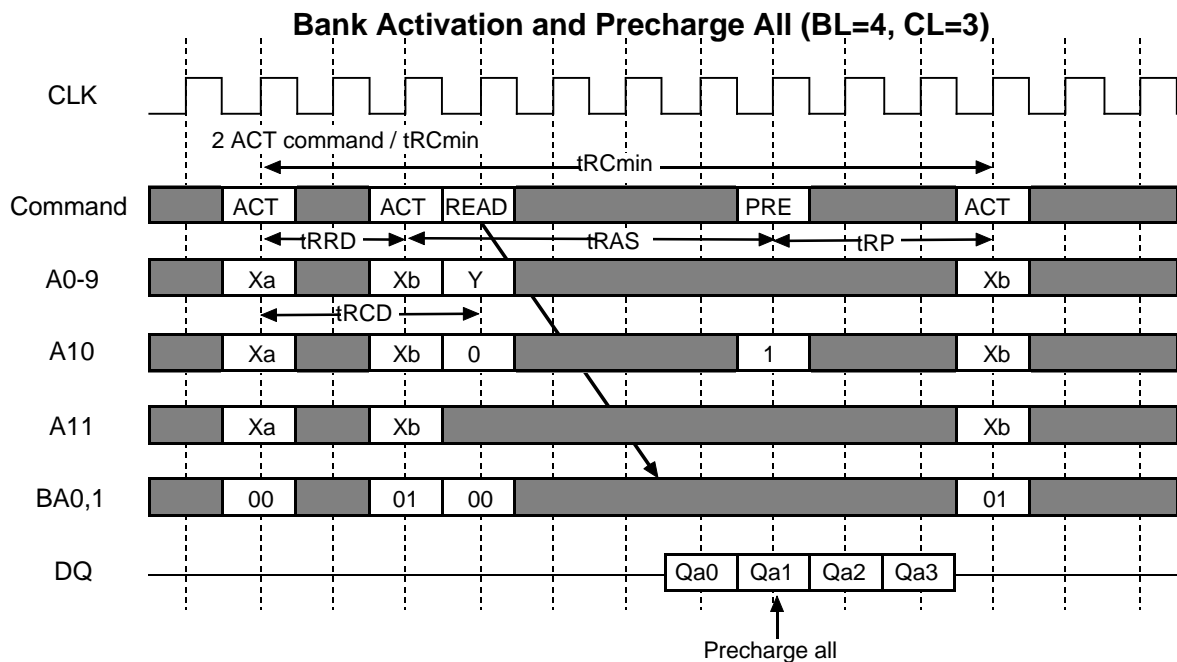 Bank Activation and Precharge All (BL=4, CL=3)
CLK
2 ACT command / tRCmin
tRCmin
Command ACT ACT READ PRE ACT
tRRD tRAS tRP
A0-9 Xa Xb Y Xb
tRCD
A10 Xa Xb 0 1 Xb
A11 Xa Xb Xb
BA0,1 00 01 00 01
DQ Qa0 Qa1 Qa2 Qa3
Precharge all